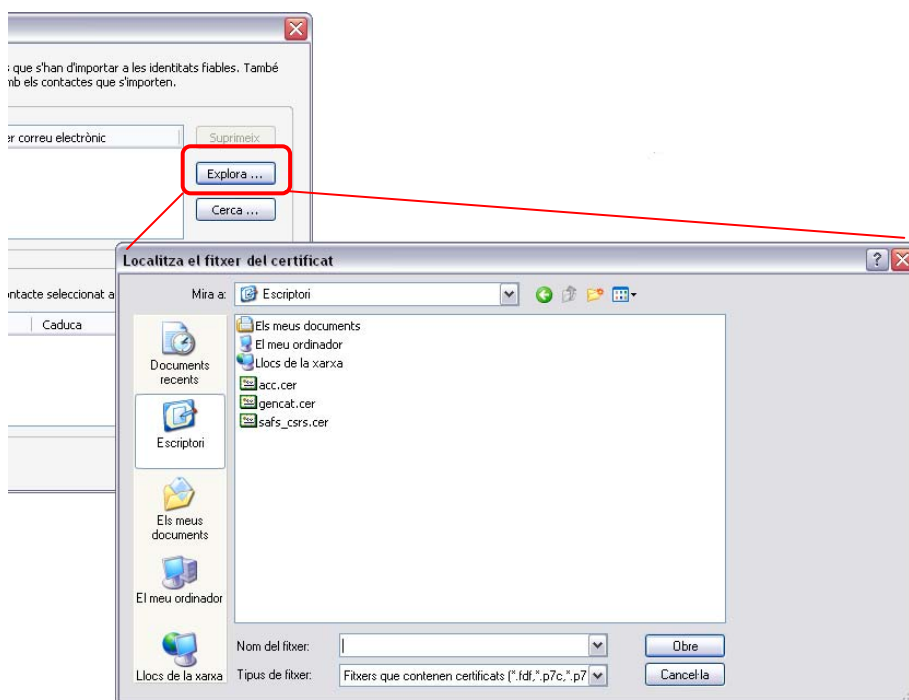 s que s'han d'importar a les identitats fiables. També
mb els contactes que s'importen.
er correu electrònic
Suprimeix
Explora ...
Cerca ...
Localitza el fitxer del certificat
ontacte seleccionat a
Mira a:
Escriptori
Caduca
Documents
recents
Escriptori
Els meus
documents
El meu ordinador
Llocs de la xarxa
Els meus documents
El meu ordinador
Llocs de la xarxa
acc.cer
gencat.cer
safs_csrs.cer
Nom del fitxer:
Obre
Tipus de fitxer:
Fitxers que contenen certificats (*.fdf,*.p7c,*.p7
Cancel·la